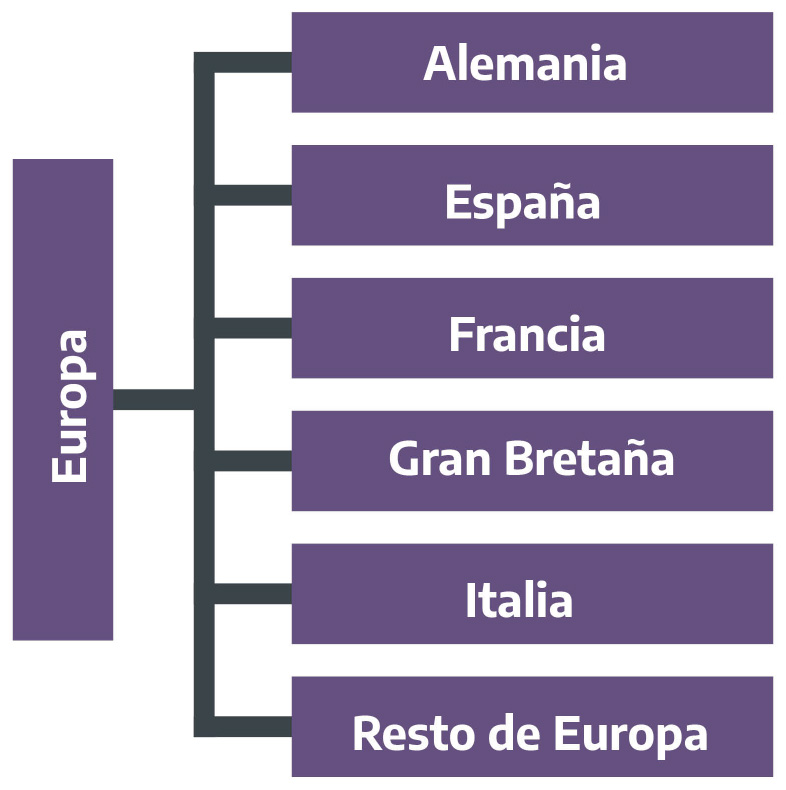 Europa
Alemania
España
Francia
Gran Bretaña
Italia
Resto de Europa